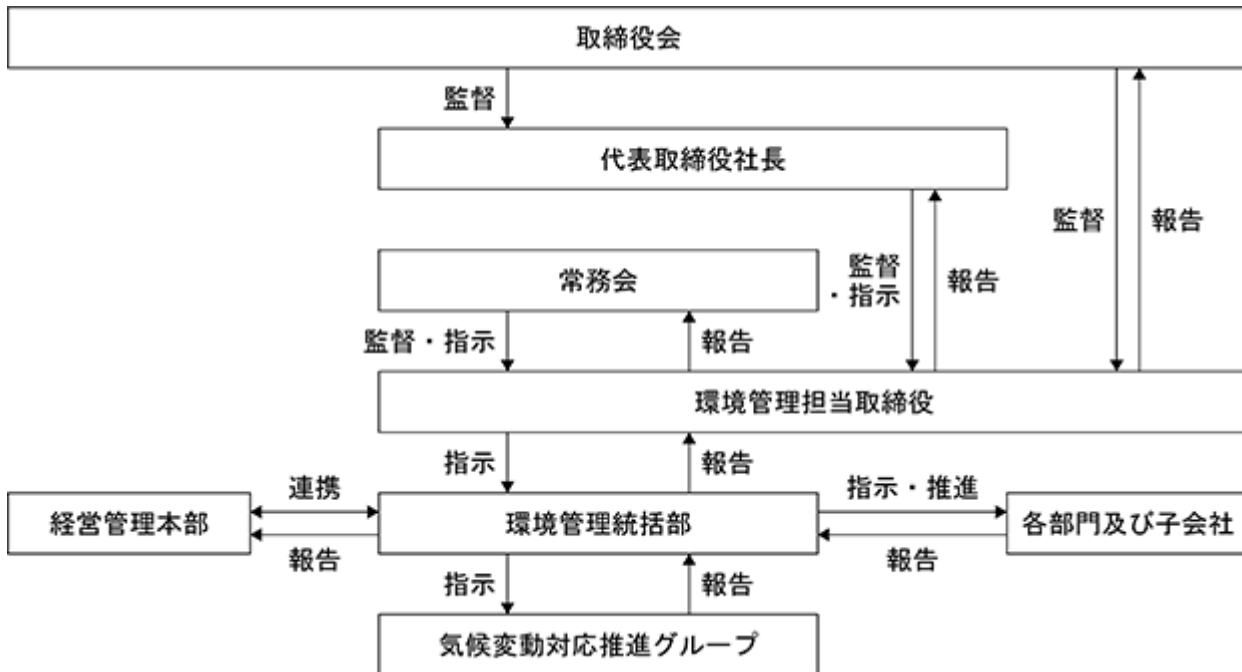 取締役会
監督
代表取締役社長
監督
報告
常務会
監督
・指示
報告
監督・指示
報告
環境管理担当取締役
指示
報告
連携
指示・推進
経営管理本部
環境管理統括部
各部門及び子会社
報告
報告
指示
報告
気候変動対応推進グループ